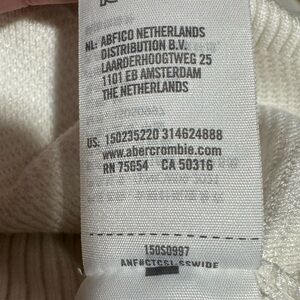 NL: ABFICO NETHERLANDS
DISTRIBUTION B.V.
LAARDERHOOGTWEG 25
1101 EB AMSTERDAM
THE NETHERLANDS
US: 150235220 314624888
www.abercrombie.com
RN 75654 CA 50316
150S0997